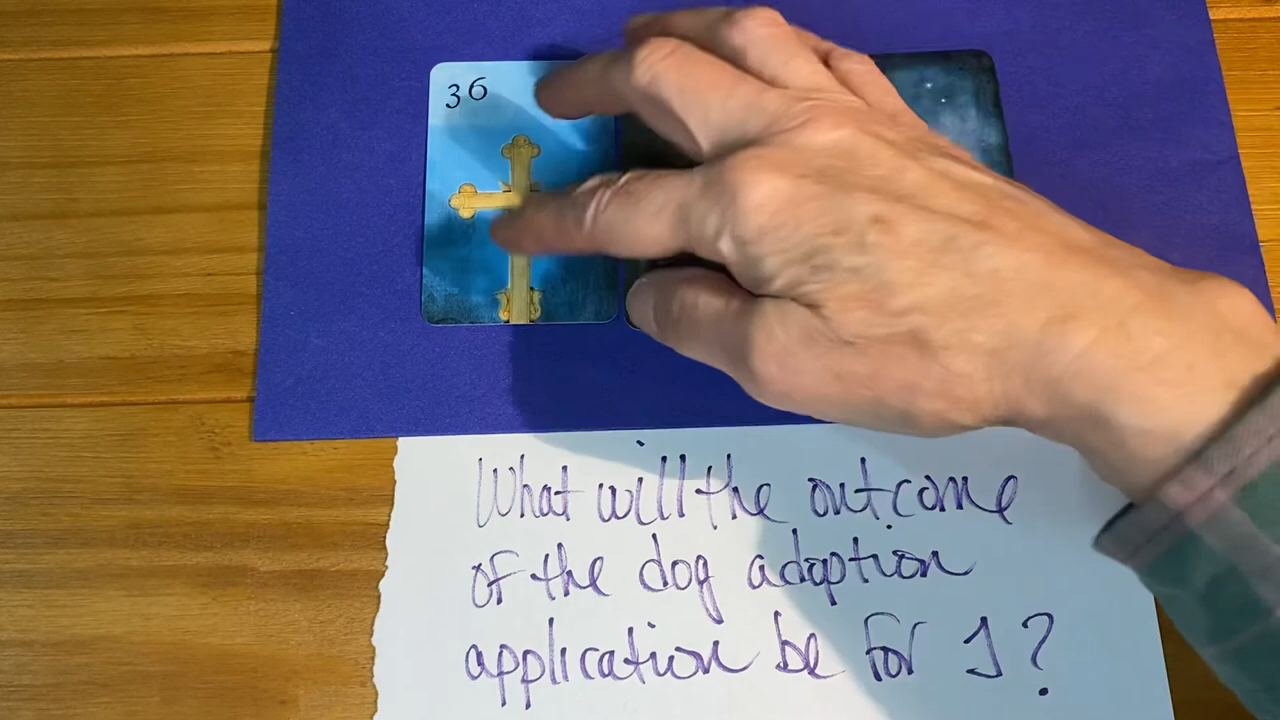 36
What will the outcome
of the dog adoption
application be for J?